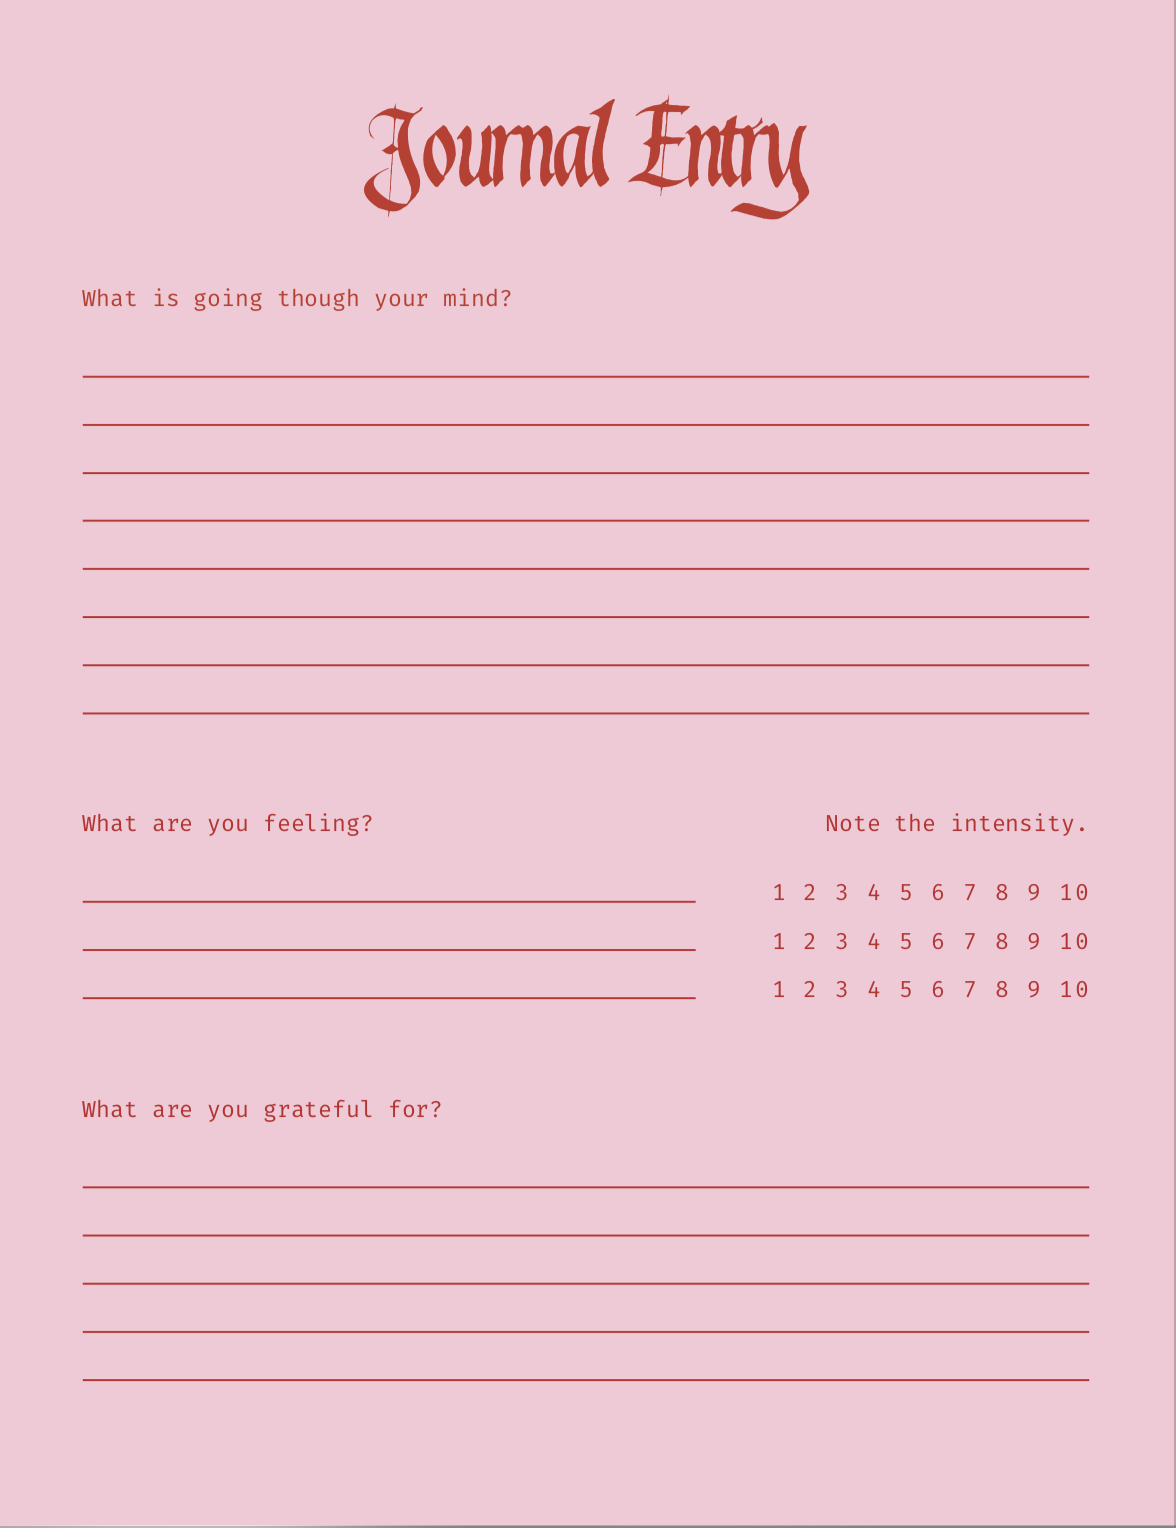 Journal Entry
What is going though your mind?
What are you feeling? Note the intensity.
1 2 3 4 5 6 7 8 9 10
1 2 3 4 5 6 7 8 9 10
1 2 3 4 5 6 7 8 9 10
What are you grateful for?